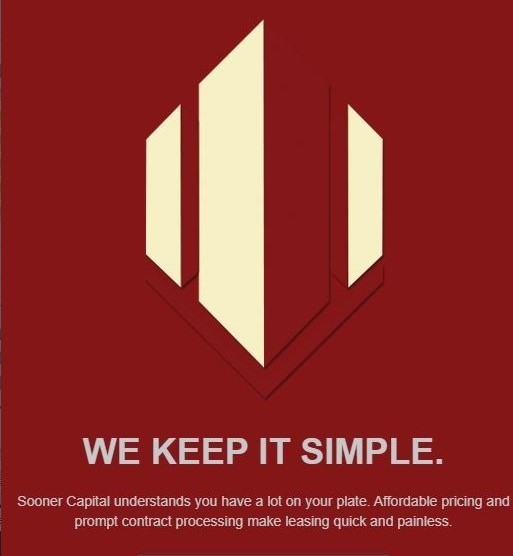 WE KEEP IT SIMPLE.
Sooner Capital understands you have a lot on your plate. Affordable pricing and
prompt contract processing make leasing quick and painless.